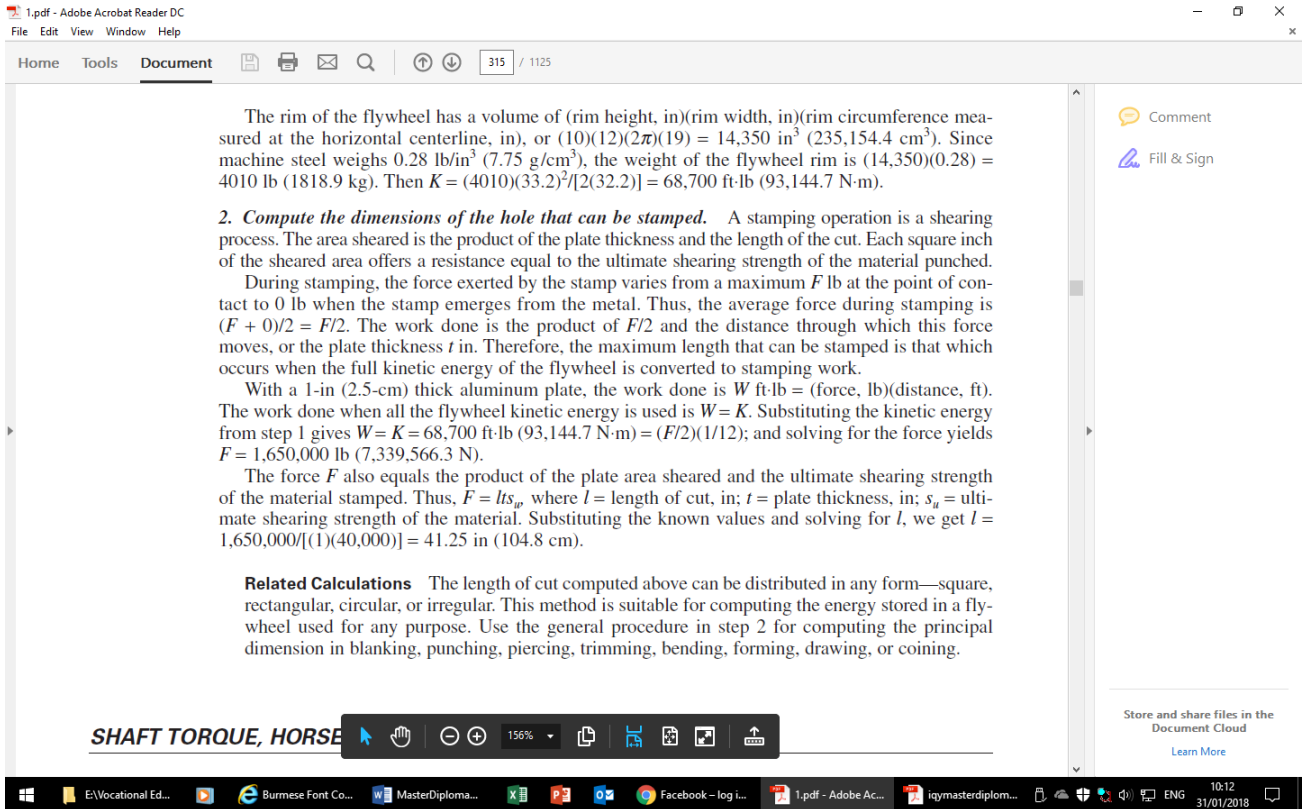 1.pdf - Adobe Acrobat Reader DC
File Edit View Window Help
Home Tools Document 315 / 1125
The rim of the flywheel has a volume of (rim height, in)(rim width, in)(rim circumference mea-
sured at the horizontal centerline, in), or (10)(12)(2π)(19) = 14,350 in³ (235,154.4 cm³). Since
machine steel weighs 0.28 lb/in³ (7.75 g/cm³), the weight of the flywheel rim is (14,350)(0.28) =
4010 lb (1818.9 kg). Then K = (4010)(33.2)²/[2(32.2)] = 68,700 ft·lb (93,144.7 N·m).
2. Compute the dimensions of the hole that can be stamped. A stamping operation is a shearing
process. The area sheared is the product of the plate thickness and the length of the cut. Each square inch
of the sheared area offers a resistance equal to the ultimate shearing strength of the material punched.
During stamping, the force exerted by the stamp varies from a maximum F lb at the point of con-
tact to 0 lb when the stamp emerges from the metal. Thus, the average force during stamping is
(F + 0)/2 = F/2. The work done is the product of F/2 and the distance through which this force
moves, or the plate thickness t in. Therefore, the maximum length that can be stamped is that which
occurs when the full kinetic energy of the flywheel is converted to stamping work.
With a 1-in (2.5-cm) thick aluminum plate, the work done is W ft·lb = (force, lb)(distance, ft).
The work done when all the flywheel kinetic energy is used is W = K. Substituting the kinetic energy
from step 1 gives W = K = 68,700 ft·lb (93,144.7 N·m) = (F/2)(1/12); and solving for the force yields
F = 1,650,000 lb (7,339,566.3 N).
The force F also equals the product of the plate area sheared and the ultimate shearing strength
of the material stamped. Thus, F = ltsᵤ, where l = length of cut, in; t = plate thickness, in; sᵤ = ulti-
mate shearing strength of the material. Substituting the known values and solving for l, we get l =
1,650,000/[(1)(40,000)] = 41.25 in (104.8 cm).
Related Calculations The length of cut computed above can be distributed in any form—square,
rectangular, circular, or irregular. This method is suitable for computing the energy stored in a fly-
wheel used for any purpose. Use the general procedure in step 2 for computing the principal
dimension in blanking, punching, piercing, trimming, bending, forming, drawing, or coining.
SHAFT TORQUE, HORSE
156%
Comment
Fill & Sign
Store and share files in the
Document Cloud
Learn More
E:\Vocational Ed... Burmese Font Co... MasterDiploma... Facebook – log i... 1.pdf - Adobe Ac... iqymasterdiplom... ENG 10:12
31/01/2018